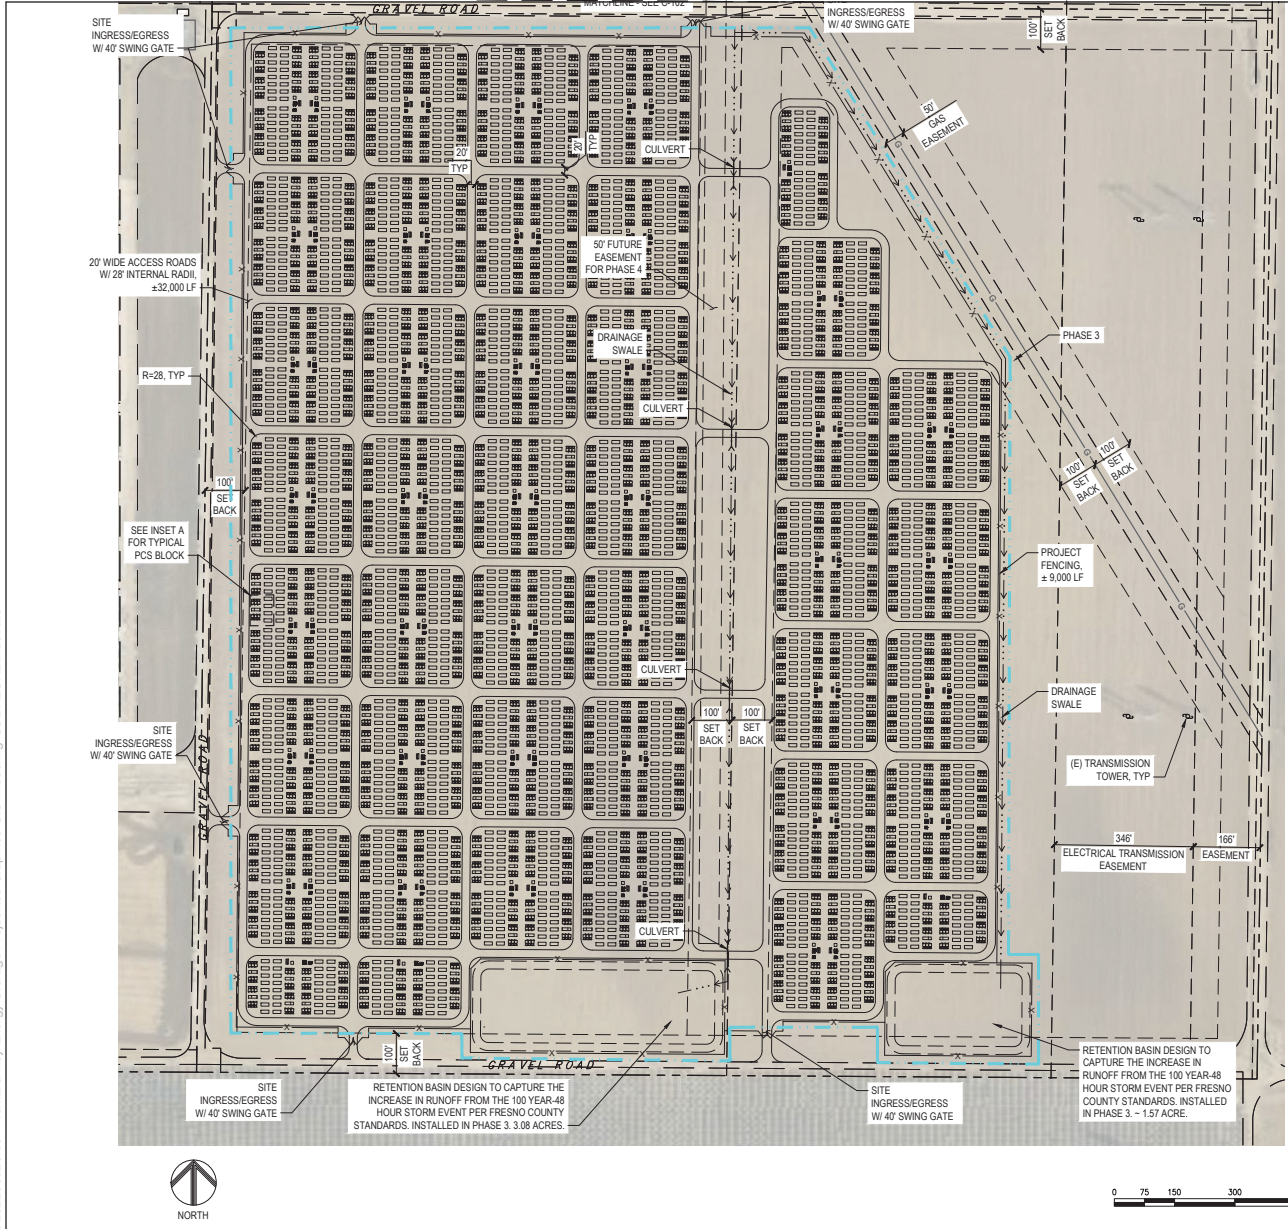 GRAVEL ROAD
MATCHLINE - SEE C-102
SITE
INGRESS/EGRESS
W/ 40' SWING GATE
INGRESS/EGRESS
W/ 40' SWING GATE
100'
SET
BACK
50'
GAS
EASEMENT
G
20'
TYP
20'
TYP
CULVERT
50' FUTURE
EASEMENT
FOR PHASE 4
20' WIDE ACCESS ROADS
W/ 28' INTERNAL RADII,
±32,000 LF
G
DRAINAGE
SWALE
PHASE 3
R=28, TYP
CULVERT
100'
SET
BACK
G
100'
SET
BACK
100'
SET
BACK
SEE INSET A
FOR TYPICAL
PCS BLOCK
PROJECT
FENCING,
± 9,000 LF
G
CULVERT
DRAINAGE
SWALE
100'
SET
BACK
100'
SET
BACK
SITE
INGRESS/EGRESS
W/ 40' SWING GATE
GRAVEL ROAD
(E) TRANSMISSION
TOWER, TYP
346'
ELECTRICAL TRANSMISSION
EASEMENT
166'
EASEMENT
CULVERT
100'
SET
BACK
GRAVEL ROAD
SITE
INGRESS/EGRESS
W/ 40' SWING GATE
RETENTION BASIN DESIGN TO CAPTURE THE
INCREASE IN RUNOFF FROM THE 100 YEAR-48
HOUR STORM EVENT PER FRESNO COUNTY
STANDARDS. INSTALLED IN PHASE 3. 3.08 ACRES.
SITE
INGRESS/EGRESS
W/ 40' SWING GATE
RETENTION BASIN DESIGN TO
CAPTURE THE INCREASE IN
RUNOFF FROM THE 100 YEAR-48
HOUR STORM EVENT PER FRESNO
COUNTY STANDARDS. INSTALLED
IN PHASE 3. ~ 1.57 ACRE.
NORTH
0 75 150 300